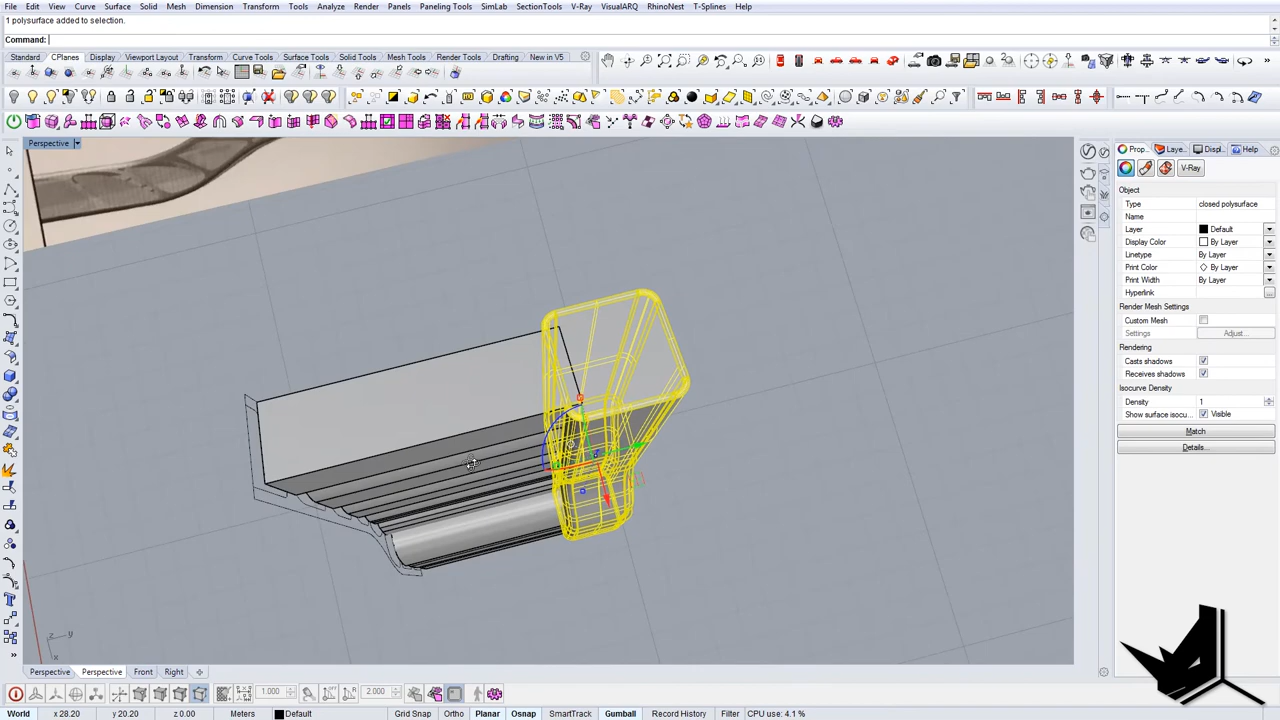 File Edit View Curve Surface Solid Mesh Dimension Transform Tools Analyze Render Panels Paneling Tools SimLab SectionTools V-Ray VisualARQ RhinoNest T-Splines Help
1 polysurface added to selection.
Command:
Standard CPlanes Display Viewport Layout Transform Curve Tools Surface Tools Solid Tools Mesh Tools Render Tools Drafting New in V5
Perspective
Prop... Laye... Displ... Help
V-Ray
Object
Type closed polysurface
Name
Layer Default
Display Color By Layer
Linetype By Layer
Print Color By Layer
Print Width By Layer
Hyperlink ...
Render Mesh Settings
Custom Mesh
Settings Adjust...
Rendering
Casts shadows
Receives shadows
Isocurve Density
Density 1
Show surface isocu... Visible
Match
Details...
z y
x
Perspective Perspective Front Right
1.000 2.000
World x 28.20 y 20.20 z 0.00 Meters Default Grid Snap Ortho Planar Osnap SmartTrack Gumball Record History Filter CPU use: 4.1 %